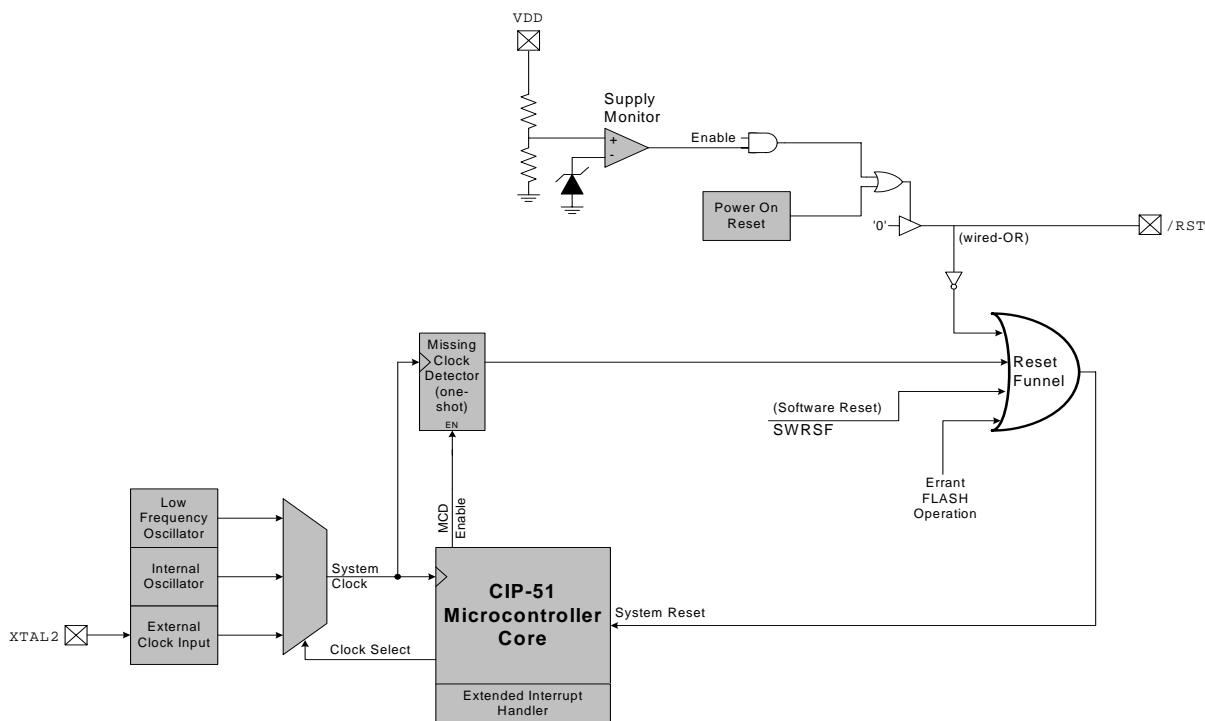 VDD
Supply
Monitor
+
-
Enable
Power On
Reset
'0'
(wired-OR)
/RST
Missing
Clock
Detector
(one-
shot)
EN
Reset
Funnel
(Software Reset)
SWRSF
Errant
FLASH
Operation
MCD
Enable
Low
Frequency
Oscillator
Internal
Oscillator
External
Clock Input
XTAL2
System
Clock
Clock Select
CIP-51
Microcontroller
Core
System Reset
Extended Interrupt
Handler